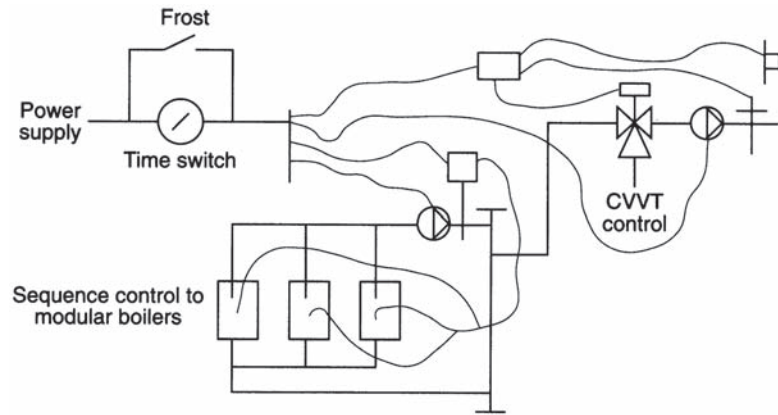 Frost
Power
supply
Time switch
CVVT
control
Sequence control to
modular boilers